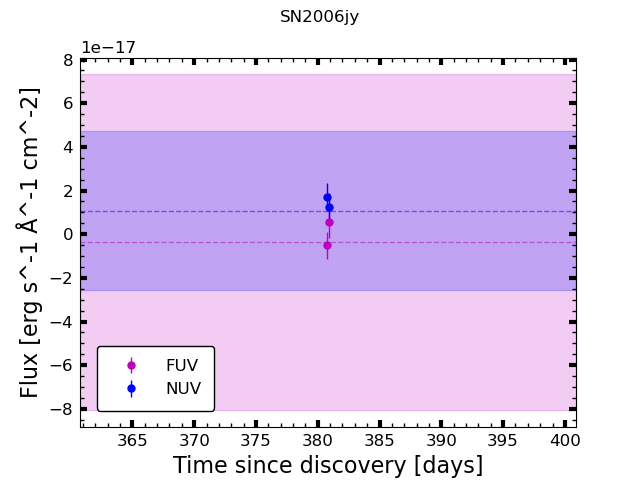 SN2006jy
1e−17
8
6
4
2
0
−2
−4
−6
−8
Flux [erg s^-1 Å^-1 cm^-2]
FUV
NUV
365 370 375 380 385 390 395 400
Time since discovery [days]